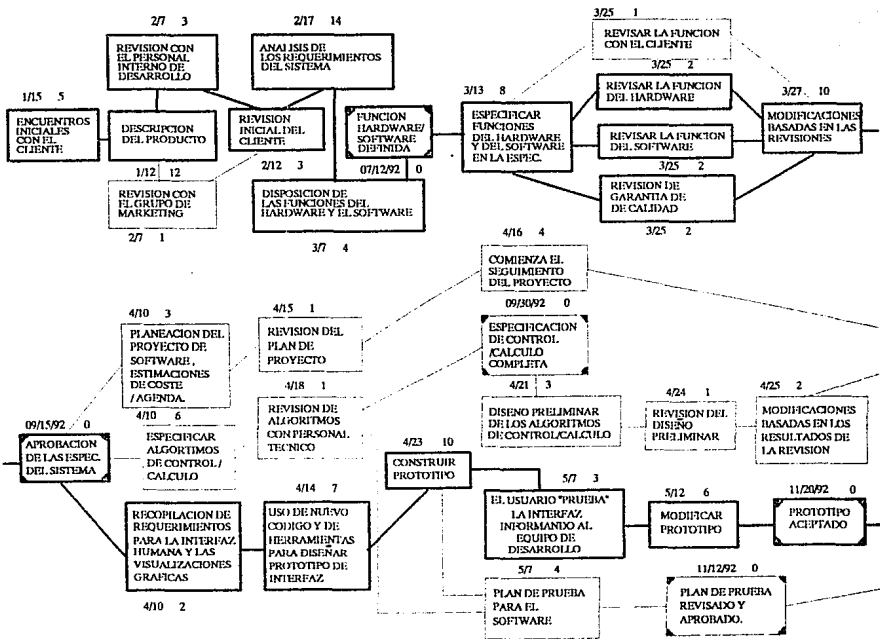 2/7 3
REVISION CON
EL PERSONAL
INTERNO DE
DESARROLLO
2/17 14
ANALISIS DE
LOS REQUERIMIENTOS
DEL SISTEMA
3/25 1
REVISAR LA FUNCION
CON EL CLIENTE
1/15 5
ENCUENTROS
INICIALES
CON EL
CLIENTE
DESCRIPCION
DEL PRODUCTO
1/12 12
REVISION
INICIAL DEL
CLIENTE
2/12 3
FUNCION
HARDWARE/
SOFTWARE
DEFINIDA
07/12/92 0
3/13 8
ESPECIFICAR
FUNCIONES
DEL HARDWARE
Y DEL SOFTWARE
EN LA ESPEC.
3/25 2
REVISAR LA FUNCION
DEL HARDWARE
REVISAR LA FUNCION
DEL SOFTWARE
3/25 2
3/27 10
MODIFICACIONES
BASADAS EN LAS
REVISIONES
REVISION CON
EL GRUPO DE
MARKETING
2/7 1
DISPOSICION DE
LAS FUNCIONES DEL
HARDWARE Y EL SOFTWARE
3/7 4
REVISION DE
GARANTIA DE
DE CALIDAD
3/25 2
4/16 4
COMIENZA EL
SEGUIMIENTO
DEL PROYECTO
4/10 3
PLANEACION DEL
PROYECTO DE
SOFTWARE,
ESTIMACIONES
DE COSTE
/AGENDA.
4/15 1
REVISION DEL
PLAN DE
PROYECTO
09/30/92 0
ESPECIFICACION
DE CONTROL
/CALCULO
COMPLETA
09/15/92 0
APROBACION
DE LAS ESPEC.
DEL SISTEMA
4/10 6
ESPECIFICAR
ALGORTIMOS
DE CONTROL/
CALCULO
4/18 1
REVISION DE
ALGORITMOS
CON PERSONAL
TECNICO
4/21 3
DISEÑO PRELIMINAR
DE LOS ALGORITMOS
DE CONTROL/CALCULO
4/24 1
REVISION DEL
DISEÑO
PRELIMINAR
4/25 2
MODIFICACIONES
BASADAS EN LOS
RESULTADOS DE
LA REVISION
4/23 10
CONSTRUIR
PROTOTIPO
RECOPILACION DE
REQUERIMIENTOS
PARA LA INTERFAZ
HUMANA Y LAS
VISUALIZACIONES
GRAFICAS
4/10 2
4/14 7
USO DE NUEVO
CODIGO Y DE
HERRAMIENTAS
PARA DISEÑAR
PROTOTIPO DE
INTERFAZ
5/7 3
EL USUARIO "PRUEBA"
LA INTERFAZ
INFORMANDO AL
EQUIPO DE
DESARROLLO
5/12 6
MODIFICAR
PROTOTIPO
11/20/92 0
PROTOTIPO
ACEPTADO
5/7 4
PLAN DE PRUEBA
PARA EL
SOFTWARE
11/12/92 0
PLAN DE PRUEBA
REVISADO Y
APROBADO.